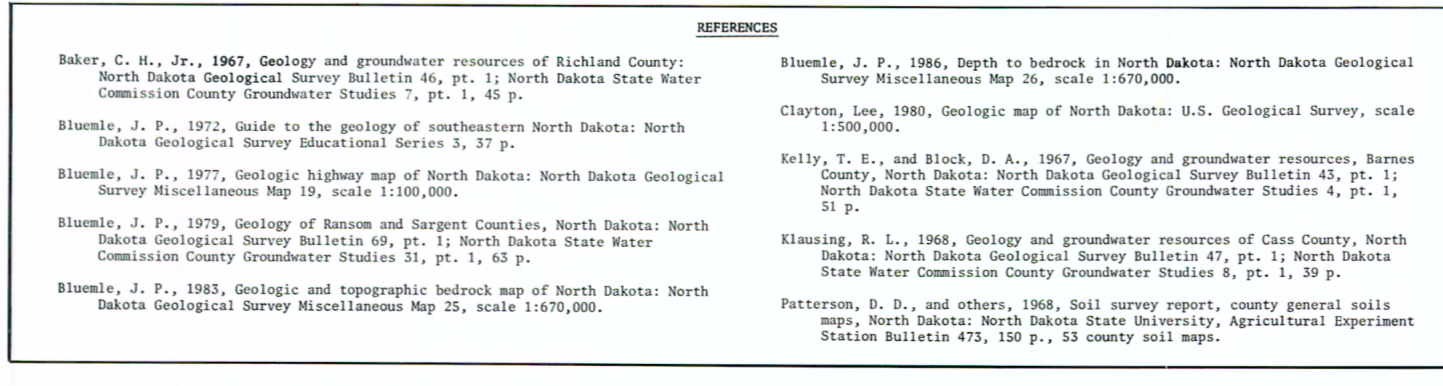 REFERENCES
Baker, C. H., Jr., 1967, Geology and groundwater resources of Richland County:
North Dakota Geological Survey Bulletin 46, pt. 1; North Dakota State Water
Commission County Groundwater Studies 7, pt. 1, 45 p.
Bluemle, J. P., 1972, Guide to the geology of southeastern North Dakota: North
Dakota Geological Survey Educational Series 3, 37 p.
Bluemle, J. P., 1977, Geologic highway map of North Dakota: North Dakota Geological
Survey Miscellaneous Map 19, scale 1:100,000.
Bluemle, J. P., 1979, Geology of Ransom and Sargent Counties, North Dakota: North
Dakota Geological Survey Bulletin 69, pt. 1; North Dakota State Water
Commission County Groundwater Studies 31, pt. 1, 63 p.
Bluemle, J. P., 1983, Geologic and topographic bedrock map of North Dakota: North
Dakota Geological Survey Miscellaneous Map 25, scale 1:670,000.
Bluemle, J. P., 1986, Depth to bedrock in North Dakota: North Dakota Geological
Survey Miscellaneous Map 26, scale 1:670,000.
Clayton, Lee, 1980, Geologic map of North Dakota: U.S. Geological Survey, scale
1:500,000.
Kelly, T. E., and Block, D. A., 1967, Geology and groundwater resources, Barnes
County, North Dakota: North Dakota Geological Survey Bulletin 43, pt. 1;
North Dakota State Water Commission County Groundwater Studies 4, pt. 1,
51 p.
Klausing, R. L., 1968, Geology and groundwater resources of Cass County, North
Dakota: North Dakota Geological Survey Bulletin 47, pt. 1; North Dakota
State Water Commission County Groundwater Studies 8, pt. 1, 39 p.
Patterson, D. D., and others, 1968, Soil survey report, county general soils
maps, North Dakota: North Dakota State University, Agricultural Experiment
Station Bulletin 473, 150 p., 53 county soil maps.